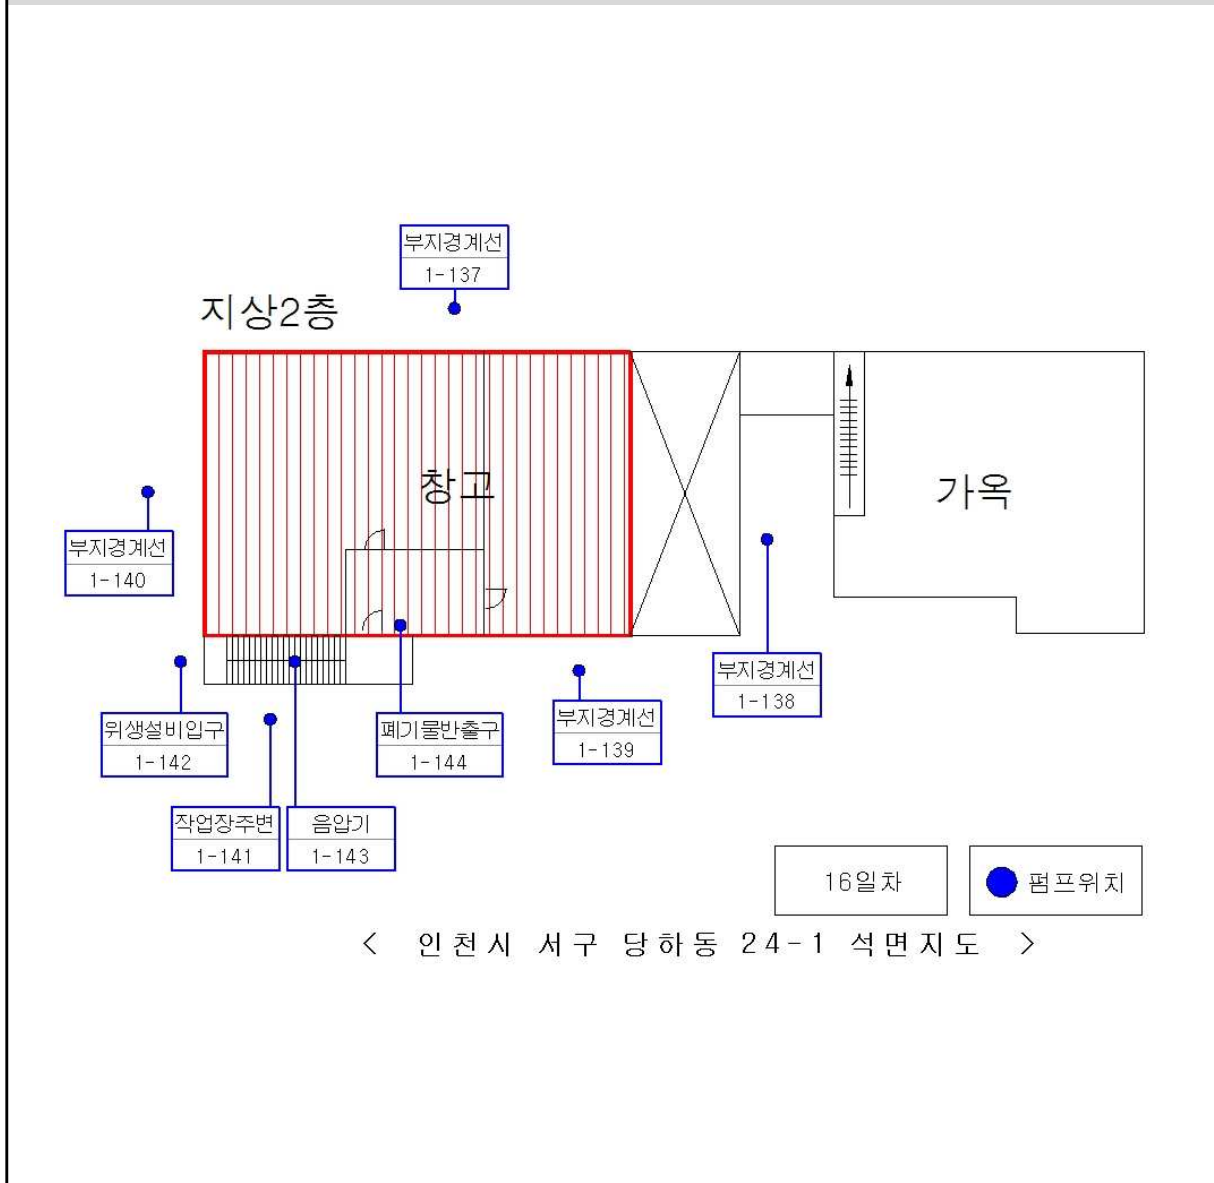 부지경계선
1-137
지상2층
창고
가옥
부지경계선
1-140
부지경계선
1-138
위생설비입구
1-142
폐기물반출구
1-144
부지경계선
1-139
작업장주변
1-141
음압기
1-143
16일차
펌프위치
< 인천시 서구 당하동 24-1 석면지도 >